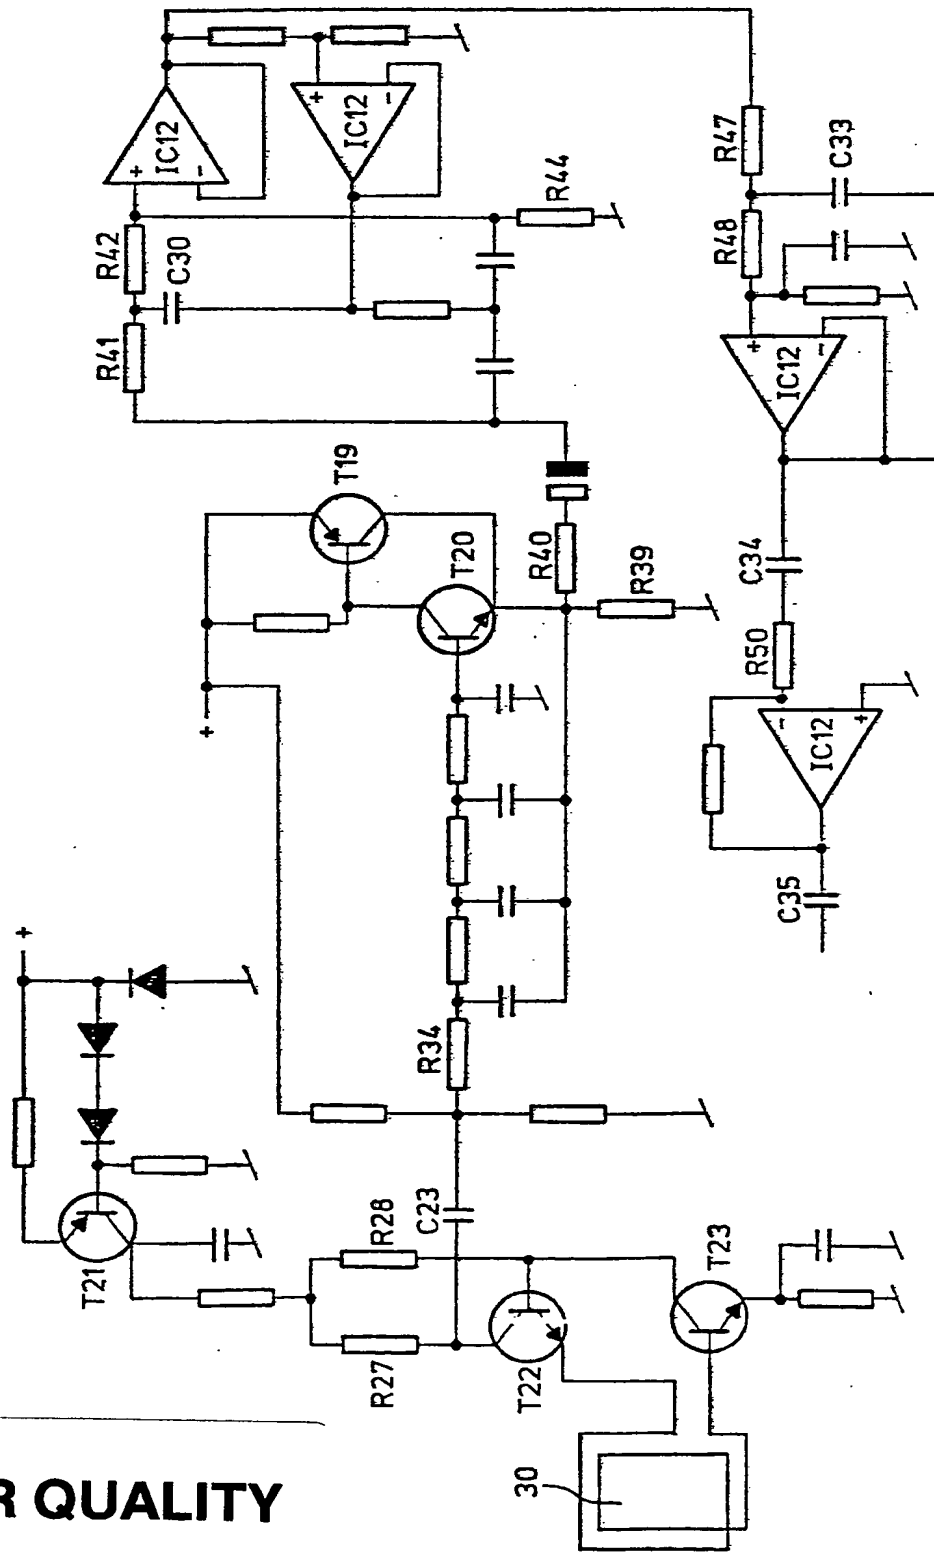 IC12
+
−
IC12
+
−
R42
C30
R44
R41
R47
C33
R48
IC12
+
−
T19
T20
R40
R39
C34
R50
IC12
−
+
C35
+
+
R34
T21
R28
C23
R27
T22
T23
30
R QUALITY